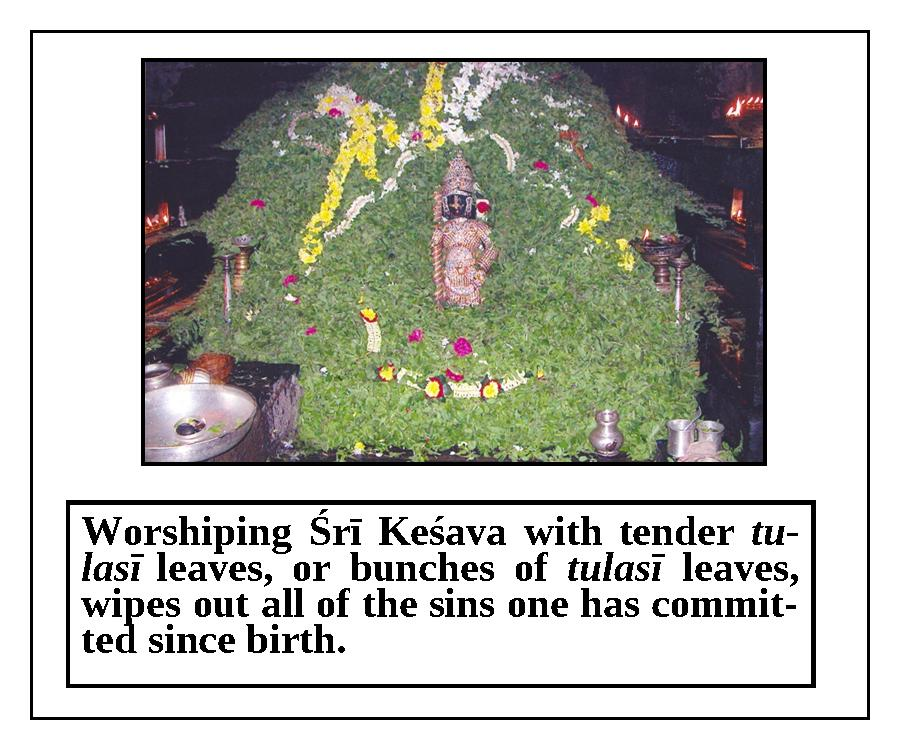 Worshiping Śrī Keśava with tender tu-
lasī leaves, or bunches of tulasī leaves,
wipes out all of the sins one has commit-
ted since birth.